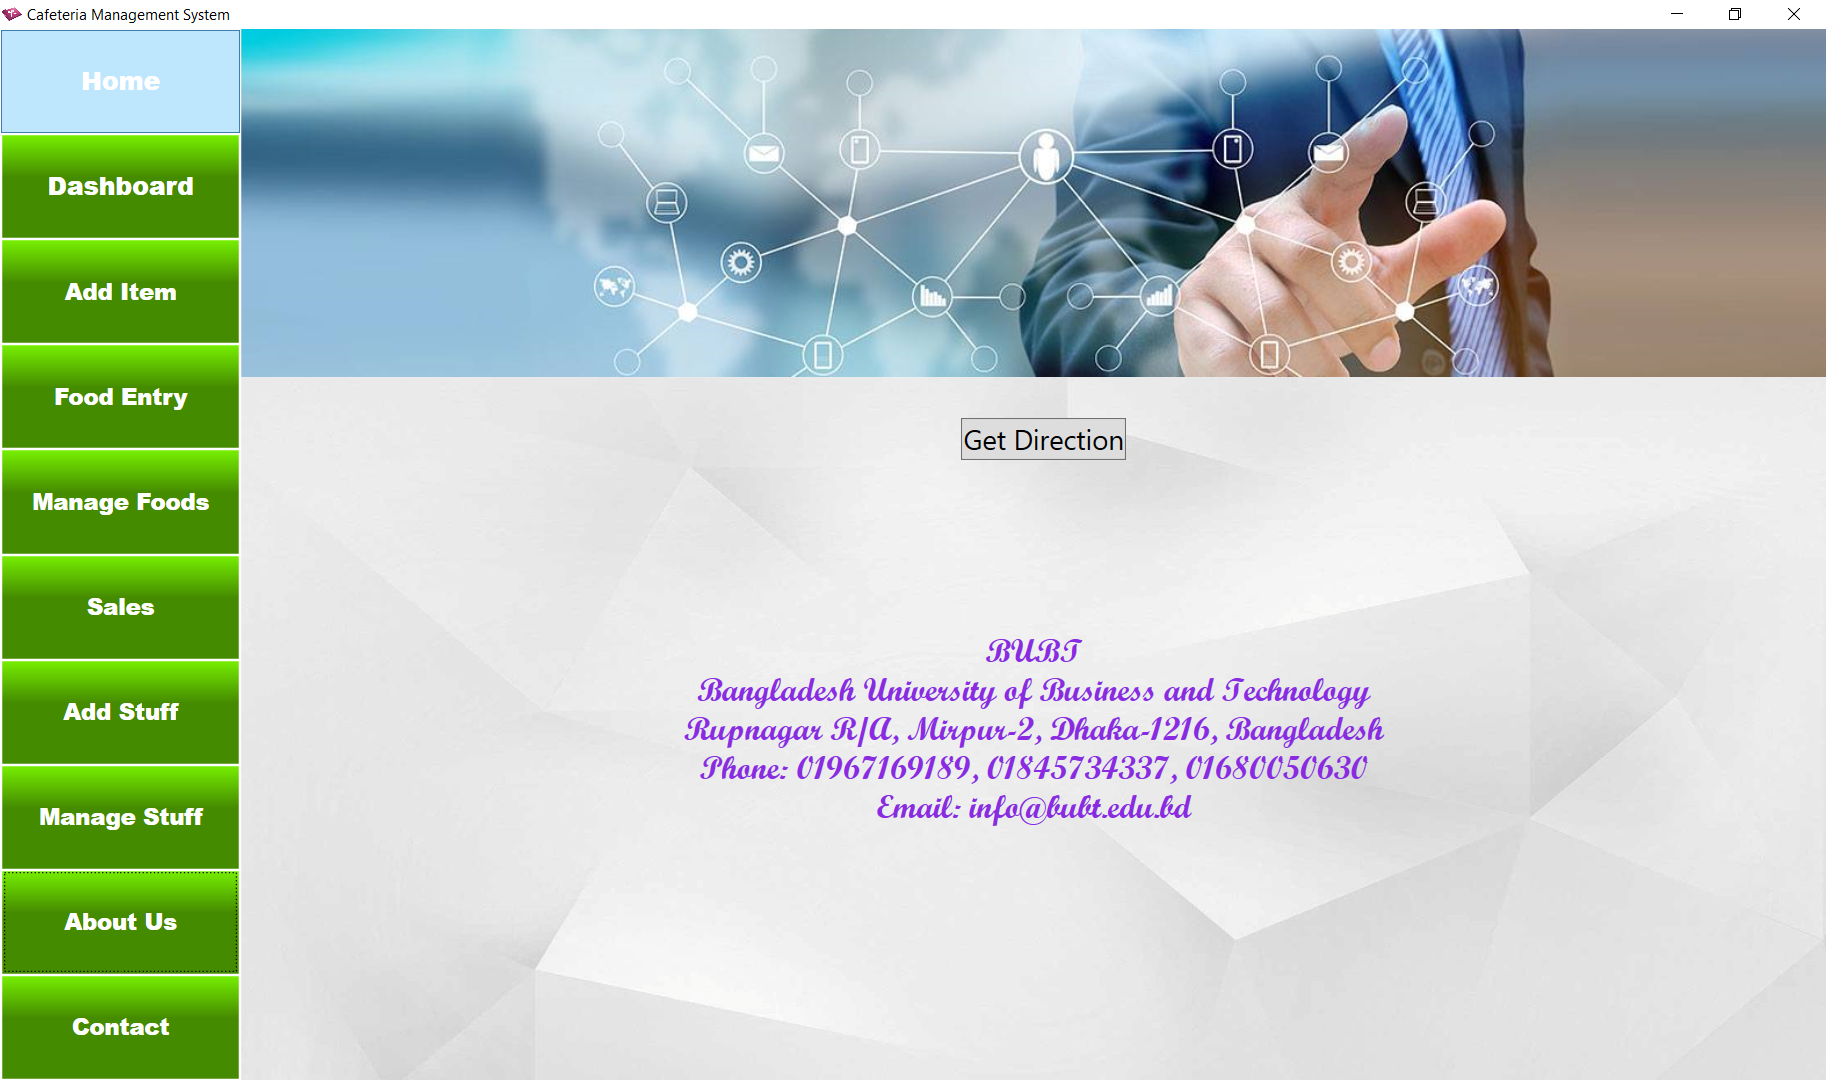 Cafeteria Management System
Home
Dashboard
Add Item
Food Entry
Manage Foods
Sales
Add Stuff
Manage Stuff
About Us
Contact
Get Direction
BUBT
Bangladesh University of Business and Technology
Rupnagar R/A, Mirpur-2, Dhaka-1216, Bangladesh
Phone: 01967169189, 01845734337, 01680050630
Email: info@bubt.edu.bd